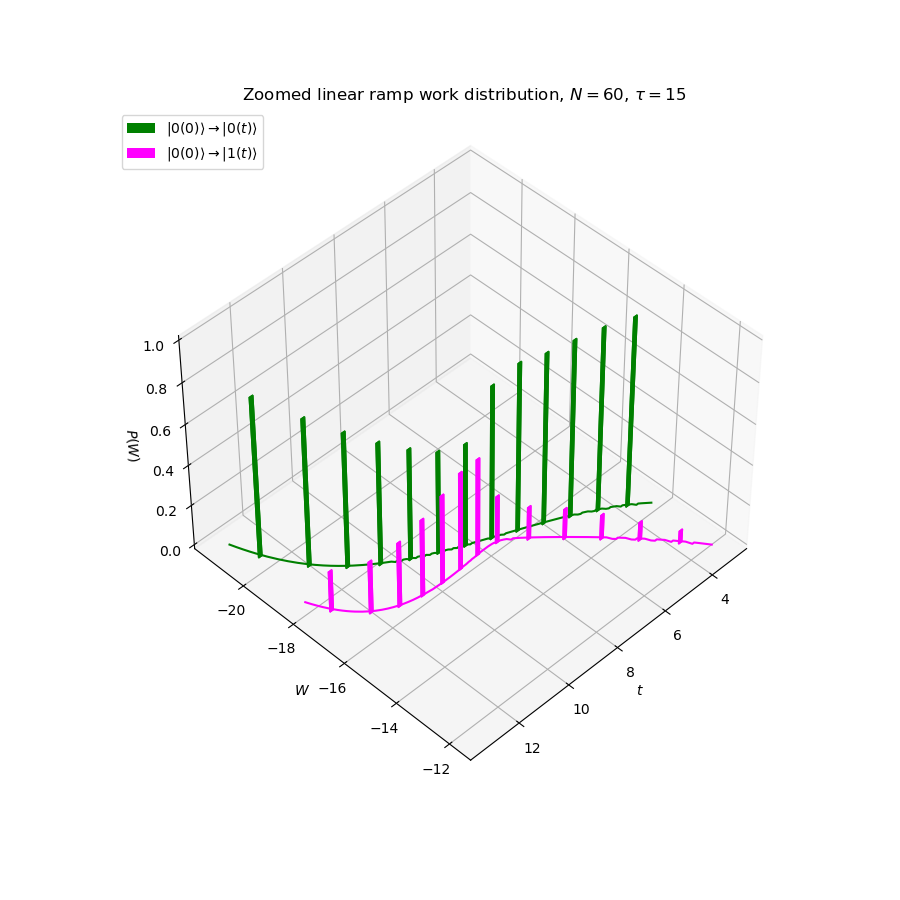 Zoomed linear ramp work distribution, N = 60, τ = 15
|0(0)⟩ → |0(t)⟩
|0(0)⟩ → |1(t)⟩
1.0
0.8
0.6
0.4
0.2
0.0
P(W)
−20
−18
−16
−14
−12
W
12
10
8
6
4
t